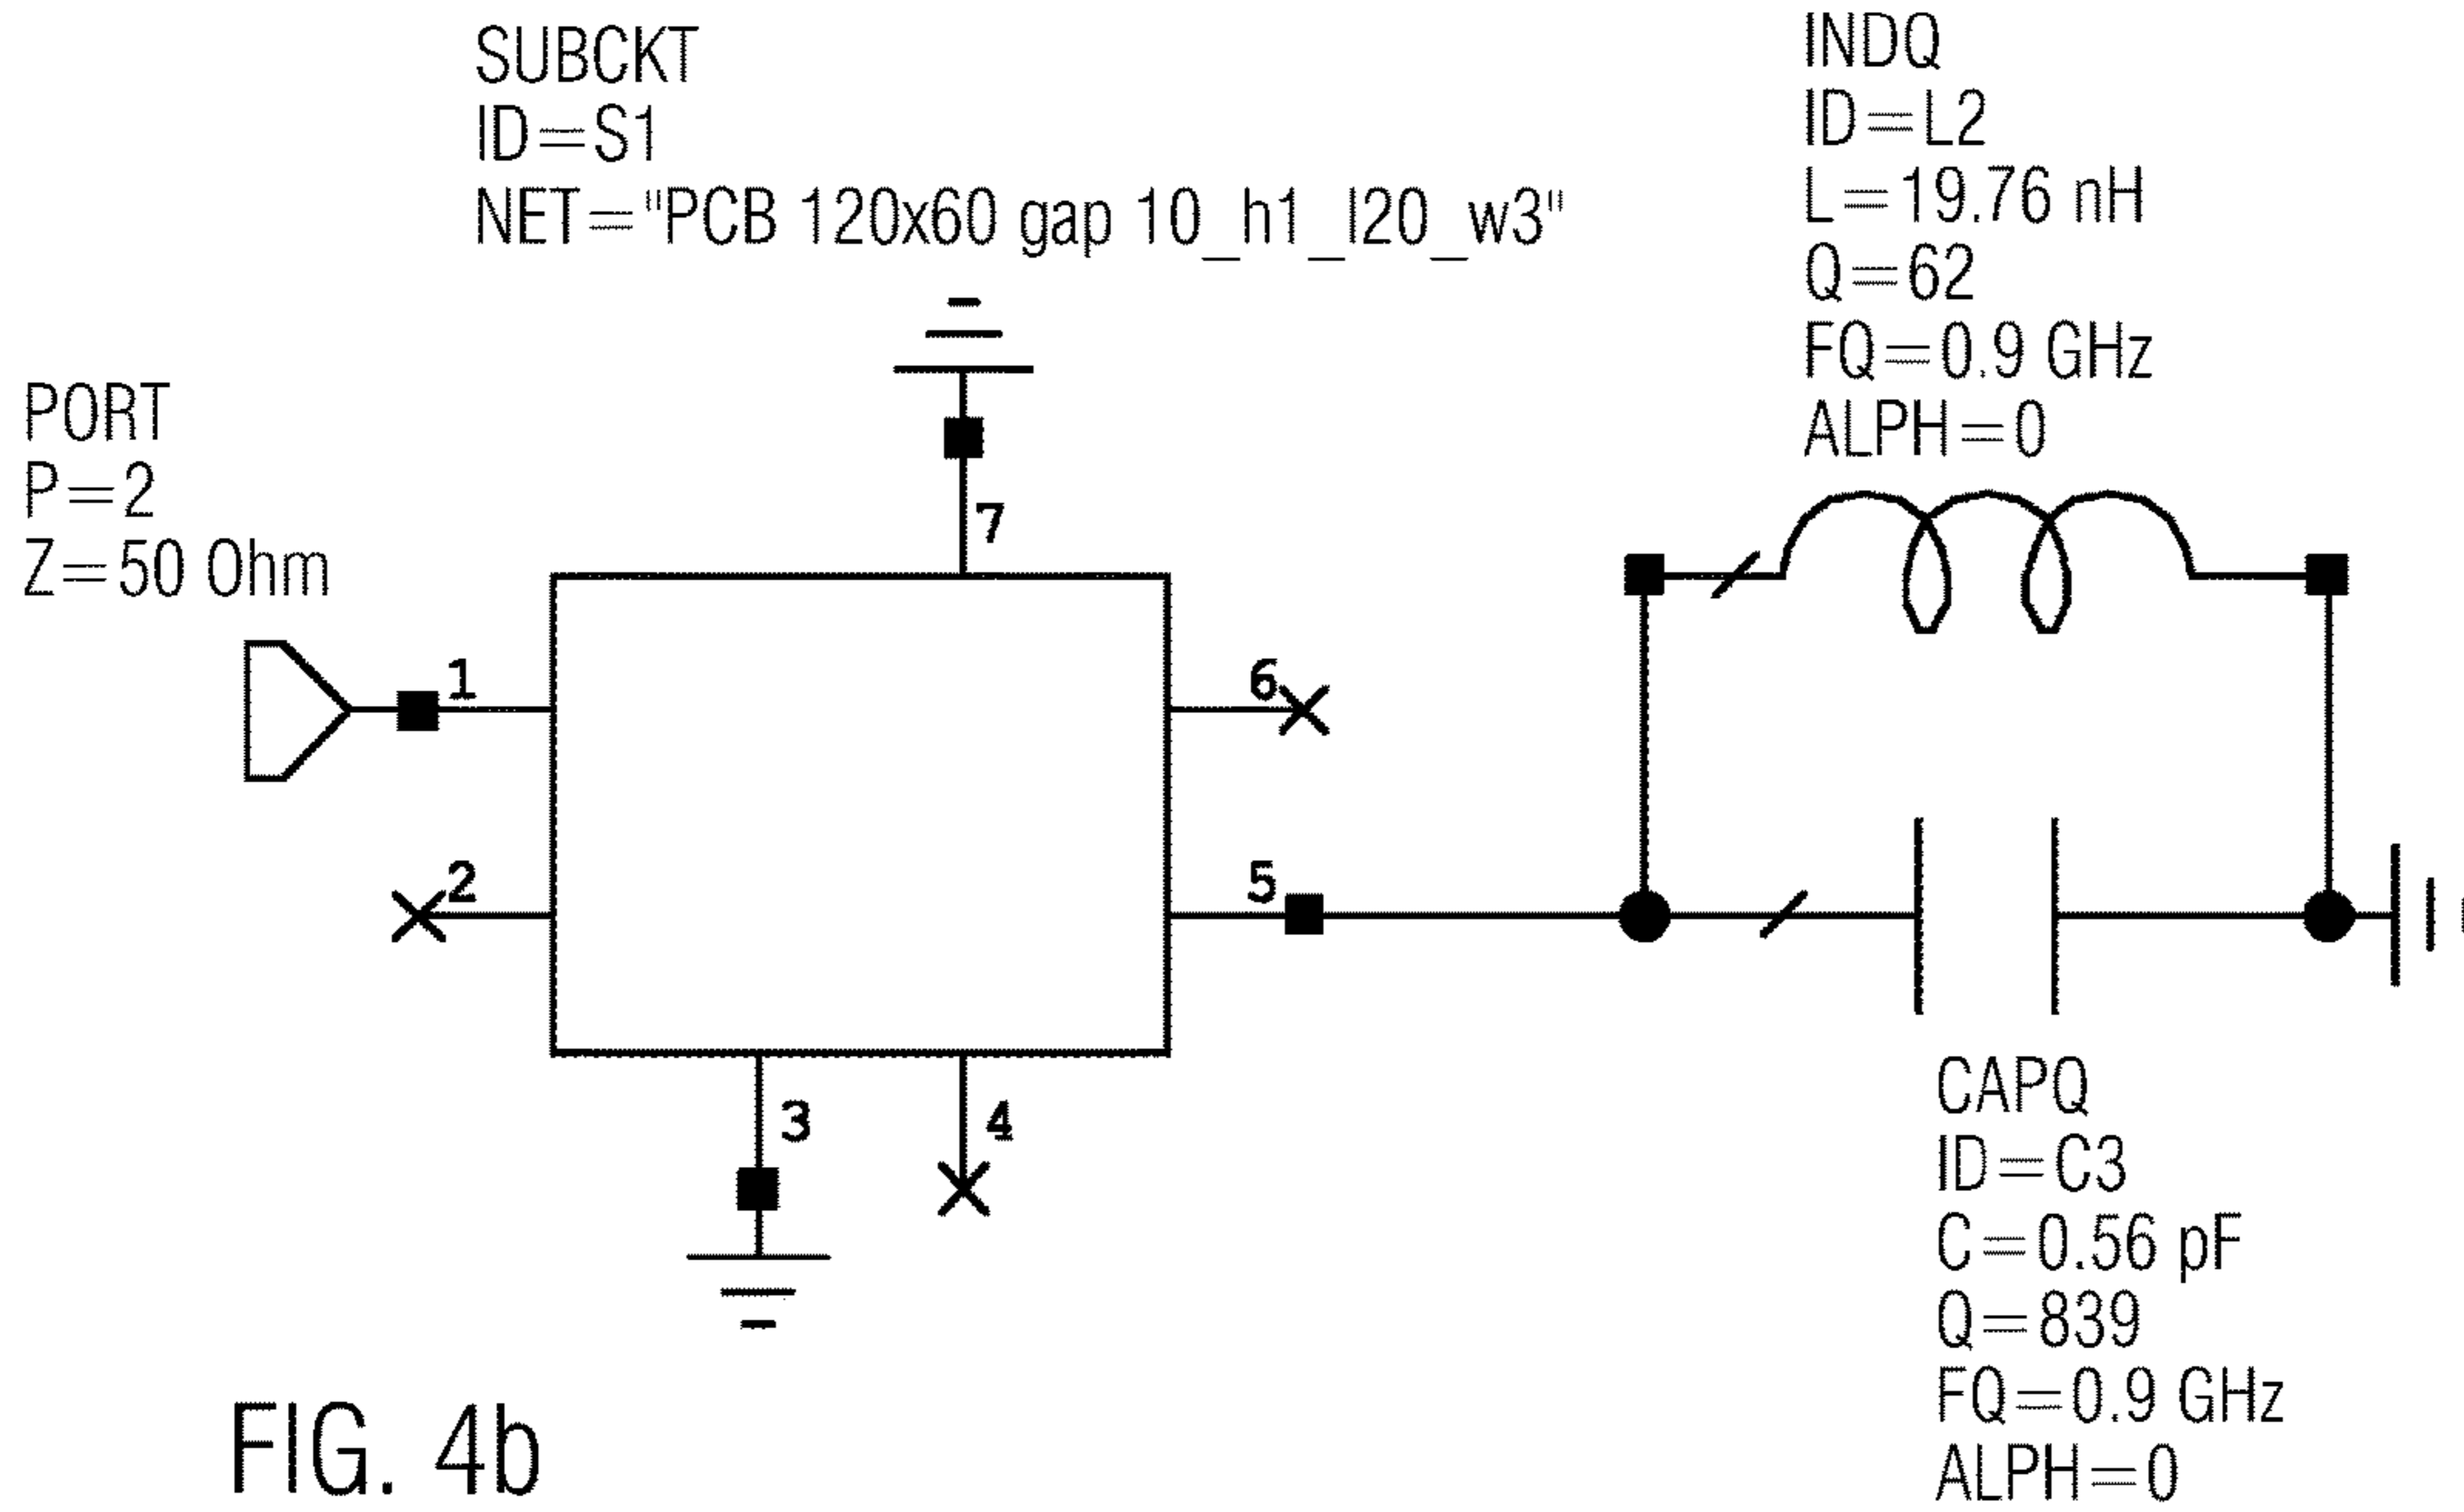 SUBCKT
ID=S1
NET="PCB 120x60 gap 10_h1_l20_w3"
INDQ
ID=L2
L=19.76 nH
Q=62
FQ=0.9 GHz
ALPH=0
PORT
P=2
Z=50 Ohm
7
1
6
2
5
3
4
CAPQ
ID=C3
C=0.56 pF
Q=839
FQ=0.9 GHz
ALPH=0
FIG. 4b